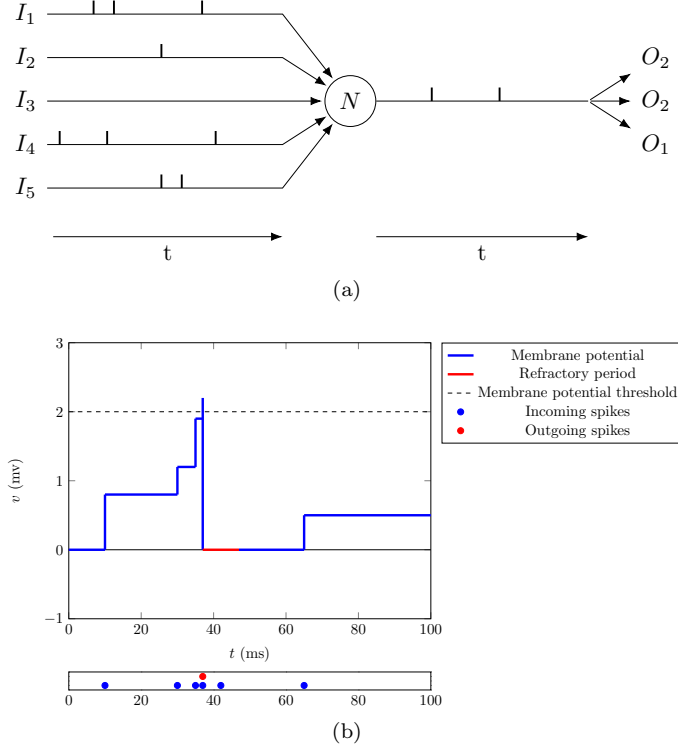 I1
I2
I3
I4
I5
N
O2
O2
O1
t
t
(a)
3
2
1
0
−1
v (mv)
0 20 40 60 80 100
t (ms)
Membrane potential
Refractory period
Membrane potential threshold
Incoming spikes
Outgoing spikes
0 20 40 60 80 100
(b)